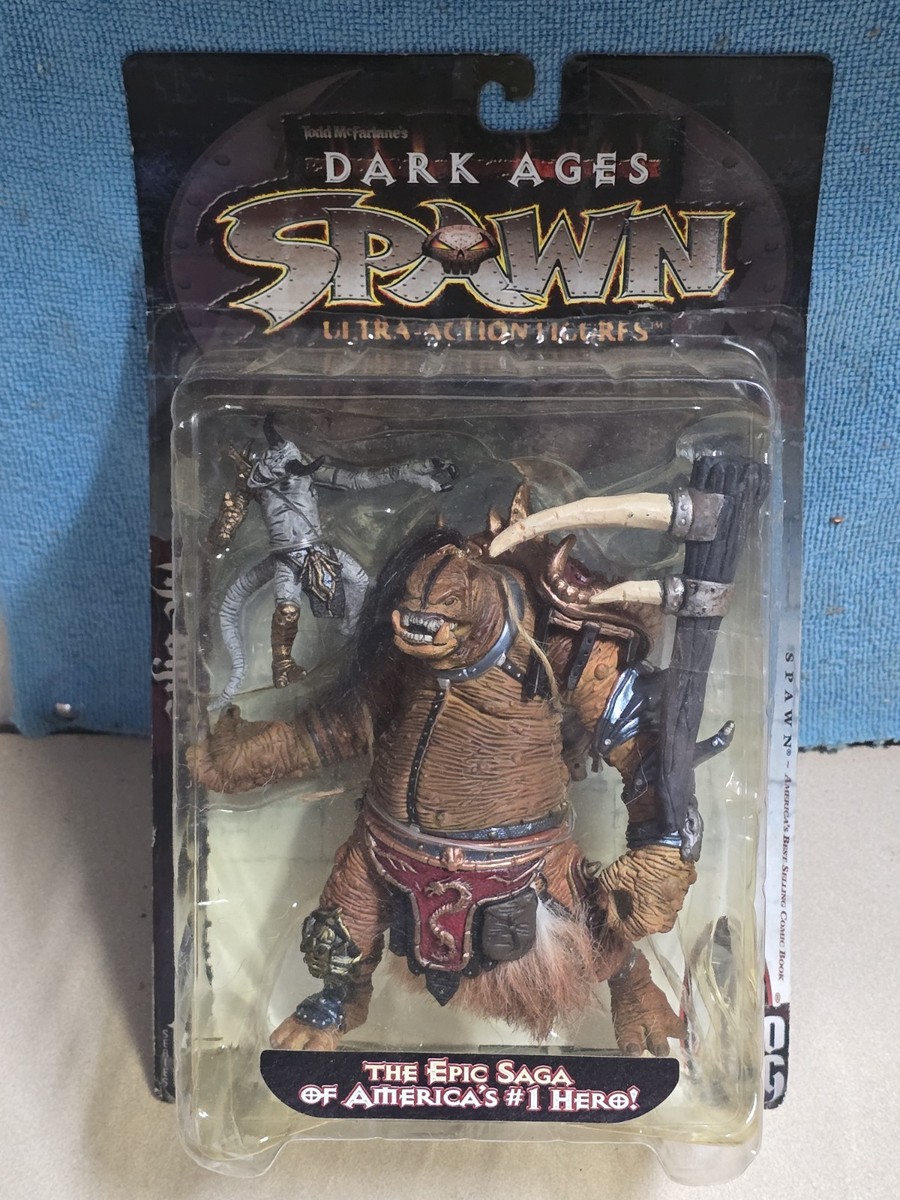 Todd McFarlane's
DARK AGES
SPAWN
ULTRA-ACTION FIGURES™
SPAWN® ~ AMERICA'S BEST SELLING COMIC BOOK
THE EPIC SAGA
OF AMERICA'S #1 HERO!